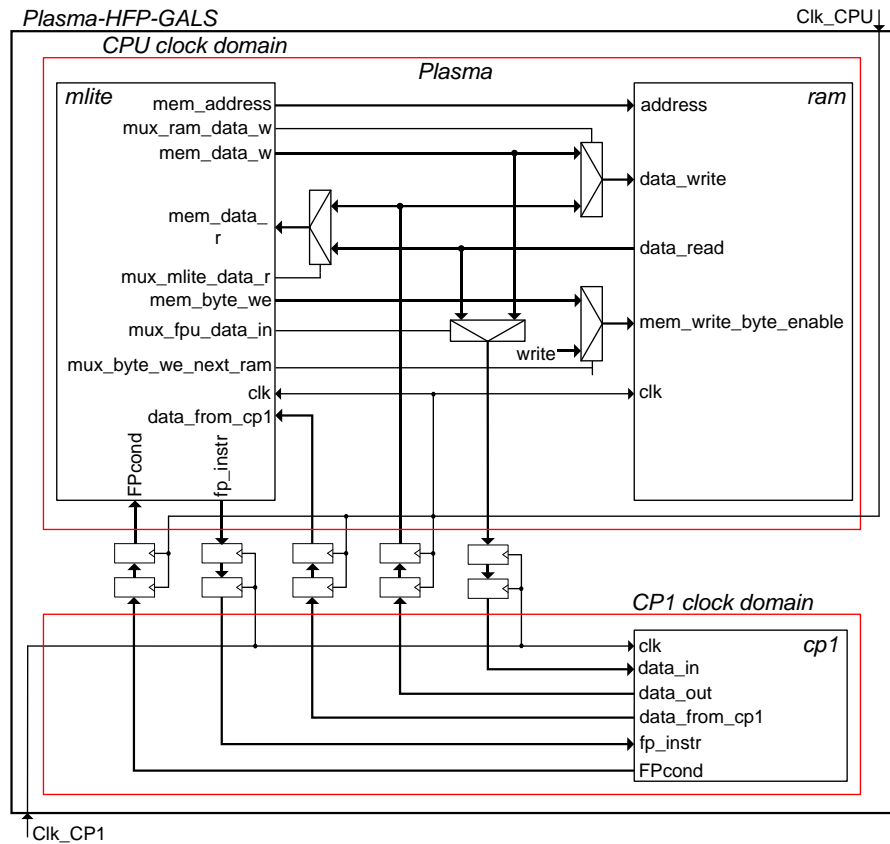 Plasma-HFP-GALS
Clk_CPU
CPU clock domain
Plasma
mlite
ram
mem_address
address
mux_ram_data_w
mem_data_w
data_write
mem_data_
r
data_read
mux_mlite_data_r
mem_byte_we
mux_fpu_data_in
mem_write_byte_enable
write
mux_byte_we_next_ram
clk
clk
data_from_cp1
FPcond
fp_instr
CP1 clock domain
clk
cp1
data_in
data_out
data_from_cp1
fp_instr
FPcond
Clk_CP1